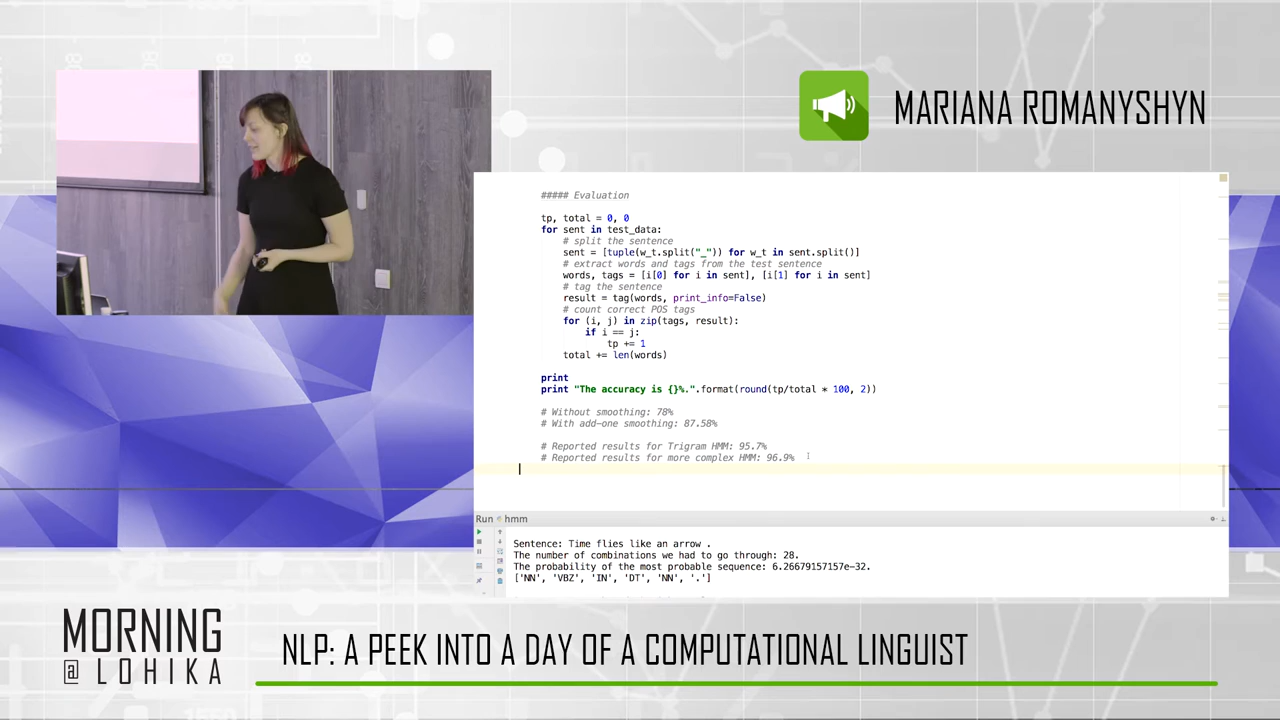 MARIANA ROMANYSHYN
##### Evaluation
tp, total = 0, 0
for sent in test_data:
# split the sentence
sent = [tuple(w_t.split("_")) for w_t in sent.split()]
# extract words and tags from the test sentence
words, tags = [i[0] for i in sent], [i[1] for i in sent]
# tag the sentence
result = tag(words, print_info=False)
# count correct POS tags
for (i, j) in zip(tags, result):
if i == j:
tp += 1
total += len(words)
print
print "The accuracy is {}%.".format(round(tp/total * 100, 2))
# Without smoothing: 78%
# With add-one smoothing: 87.58%
# Reported results for Trigram HMM: 95.7%
# Reported results for more complex HMM: 96.9%
Run hmm
Sentence: Time flies like an arrow .
The number of combinations we had to go through: 28.
The probability of the most probable sequence: 6.26679157157e-32.
['NN', 'VBZ', 'IN', 'DT', 'NN', '.']
MORNING
@ LOHIKA
NLP: A PEEK INTO A DAY OF A COMPUTATIONAL LINGUIST